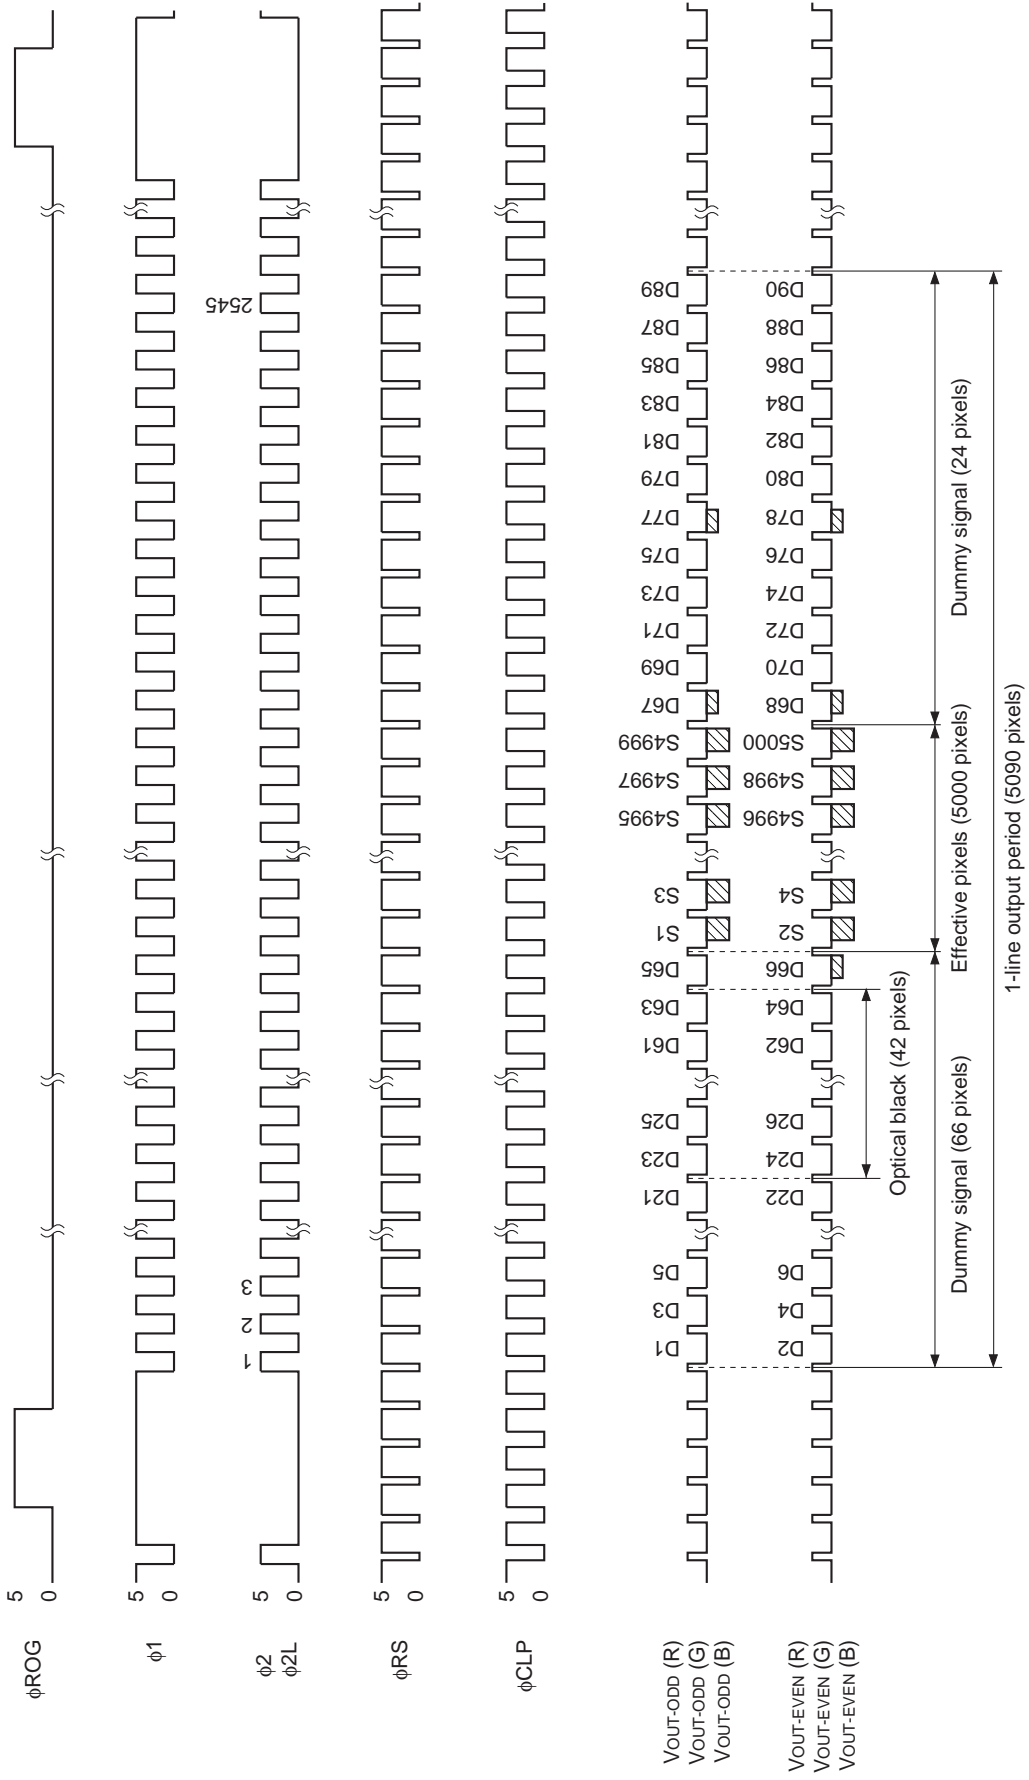 φROG
5
0
φ1
5
0
φ2
φ2L
5
0
1
2
3
2545
φRS
5
0
φCLP
5
0
VOUT-ODD (R)
VOUT-ODD (G)
VOUT-ODD (B)
D1
D3
D5
D21
D23
D25
D61
D63
D65
S1
S3
S4995
S4997
S4999
D67
D69
D71
D73
D75
D77
D79
D81
D83
D85
D87
D89
VOUT-EVEN (R)
VOUT-EVEN (G)
VOUT-EVEN (B)
D2
D4
D6
D22
D24
D26
D62
D64
D66
S2
S4
S4996
S4998
S5000
D68
D70
D72
D74
D76
D78
D80
D82
D84
D86
D88
D90
Optical black (42 pixels)
Dummy signal (66 pixels)
Effective pixels (5000 pixels)
Dummy signal (24 pixels)
1-line output period (5090 pixels)